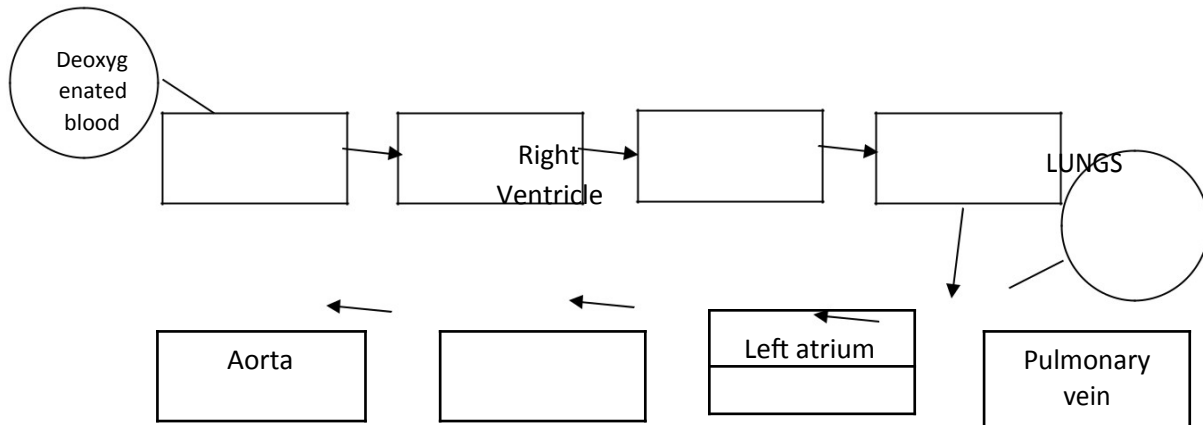 Deoxyg
enated
blood
Right
Ventricle
LUNGS
Aorta
Left atrium
Pulmonary
vein